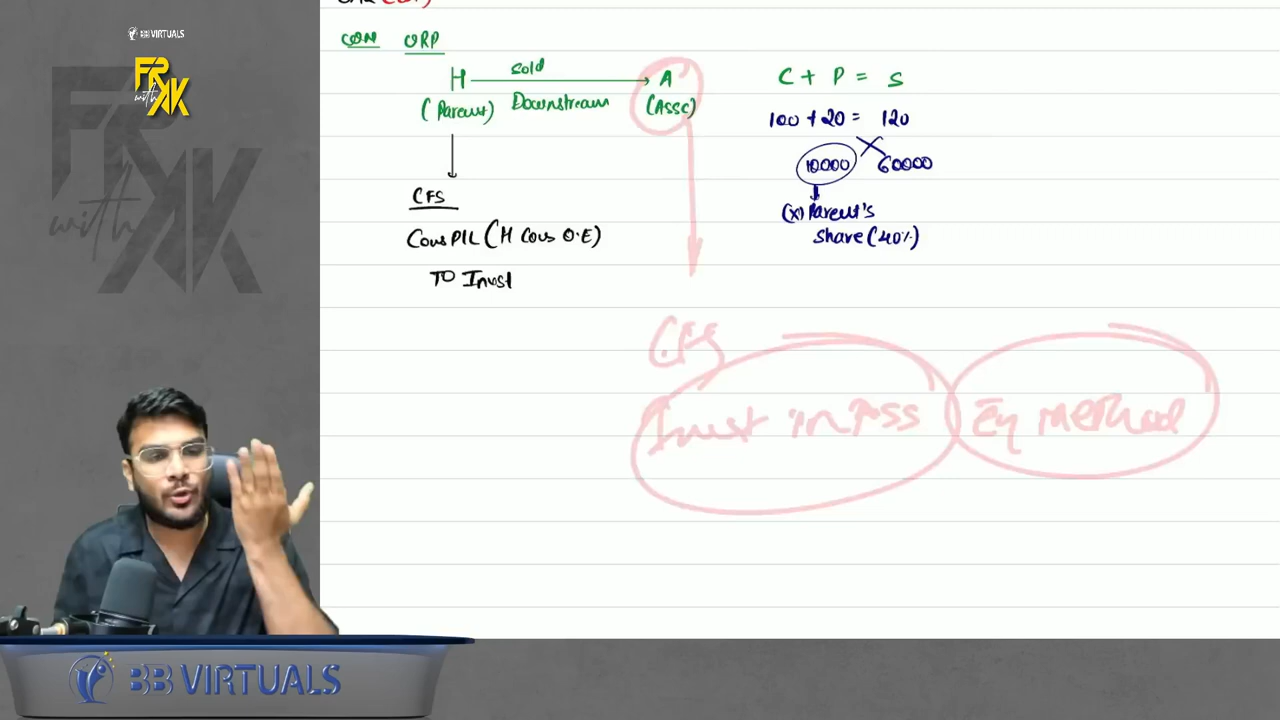 BB VIRTUALS
FR
with
AK
CON URP
H sold A
(Parent) Downstream (Assc)
C + P = S
100 + 20 = 120
10000 60000
(x) Parent's
share (40%)
CFS
Cons P/L (H Cons O.E)
TO Invst
CFS
Invst in Ass Eq Method
BB VIRTUALS